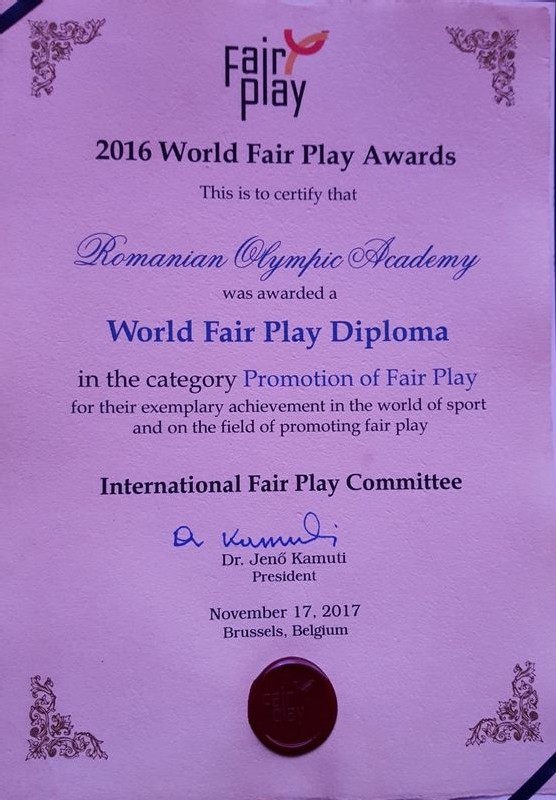 Fair
play
2016 World Fair Play Awards
This is to certify that
Romanian Olympic Academy
was awarded a
World Fair Play Diploma
in the category Promotion of Fair Play
for their exemplary achievement in the world of sport
and on the field of promoting fair play
International Fair Play Committee
Dr. Jenő Kamuti
President
November 17, 2017
Brussels, Belgium
Fair
play